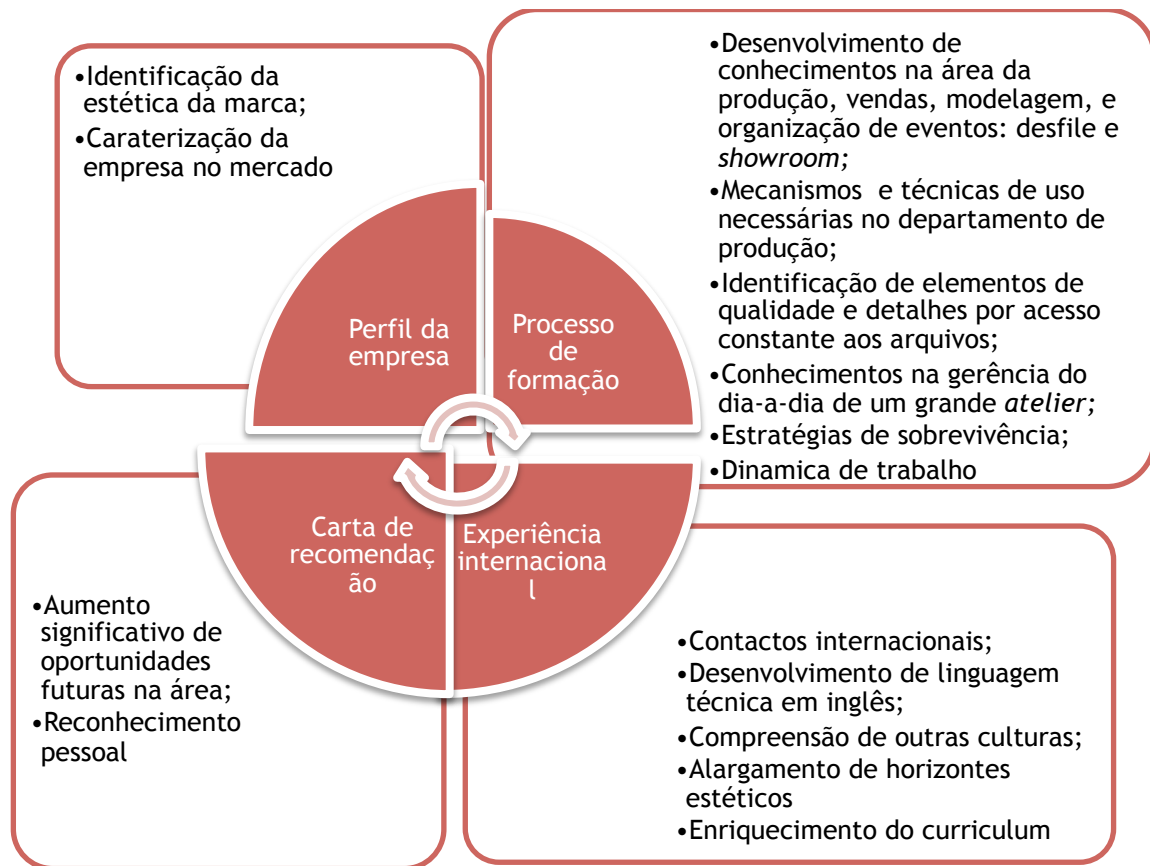 •Identificação da
estética da marca;
•Caraterização da
empresa no mercado
•Desenvolvimento de
conhecimentos na área da
produção, vendas, modelagem, e
organização de eventos: desfile e
showroom;
•Mecanismos e técnicas de uso
necessárias no departamento de
produção;
•Identificação de elementos de
qualidade e detalhes por acesso
constante aos arquivos;
•Conhecimentos na gerência do
dia-a-dia de um grande atelier;
•Estratégias de sobrevivência;
•Dinamica de trabalho
Perfil da
empresa
Processo
de
formação
Carta de
recomendaç
ão
Experiência
internaciona
l
•Aumento
significativo de
oportunidades
futuras na área;
•Reconhecimento
pessoal
•Contactos internacionais;
•Desenvolvimento de linguagem
técnica em inglês;
•Compreensão de outras culturas;
•Alargamento de horizontes
estéticos
•Enriquecimento do curriculum